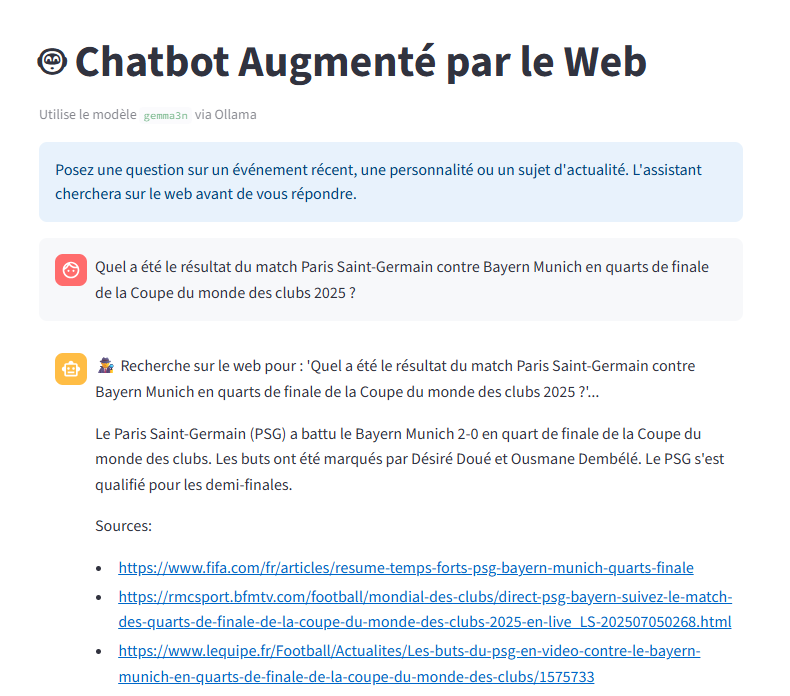 Chatbot Augmenté par le Web
Utilise le modèle gemma3n via Ollama
Posez une question sur un événement récent, une personnalité ou un sujet d'actualité. L'assistant
cherchera sur le web avant de vous répondre.
Quel a été le résultat du match Paris Saint-Germain contre Bayern Munich en quarts de finale
de la Coupe du monde des clubs 2025 ?
Recherche sur le web pour : 'Quel a été le résultat du match Paris Saint-Germain contre
Bayern Munich en quarts de finale de la Coupe du monde des clubs 2025 ?'...
Le Paris Saint-Germain (PSG) a battu le Bayern Munich 2-0 en quart de finale de la Coupe du
monde des clubs. Les buts ont été marqués par Désiré Doué et Ousmane Dembélé. Le PSG s'est
qualifié pour les demi-finales.
Sources:
• https://www.fifa.com/fr/articles/resume-temps-forts-psg-bayern-munich-quarts-finale
• https://rmcsport.bfmtv.com/football/mondial-des-clubs/direct-psg-bayern-suivez-le-match-
des-quarts-de-finale-de-la-coupe-du-monde-des-clubs-2025-en-live_LS-202507050268.html
• https://www.lequipe.fr/Football/Actualites/Les-buts-du-psg-en-video-contre-le-bayern-
munich-en-quarts-de-finale-de-la-coupe-du-monde-des-clubs/1575733